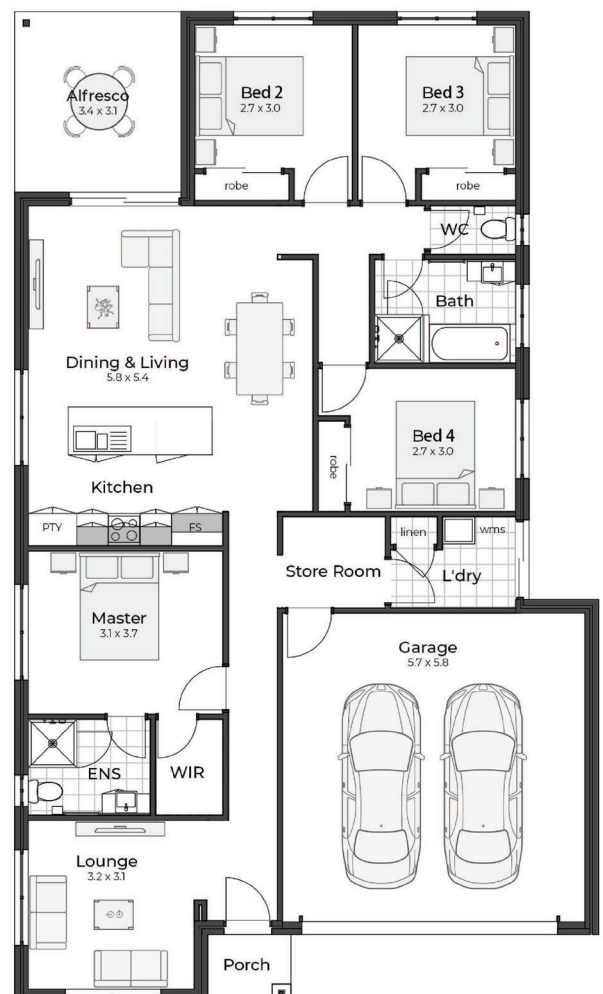 Alfresco
3.4 x 3.1
Bed 2
2.7 x 3.0
Bed 3
2.7 x 3.0
robe
robe
WC
Bath
Dining & Living
5.8 x 5.4
Bed 4
2.7 x 3.0
robe
Kitchen
PTY
FS
linen
wms
Store Room
L'dry
Master
3.1 x 3.7
Garage
5.7 x 5.8
ENS
WIR
Lounge
3.2 x 3.1
Porch